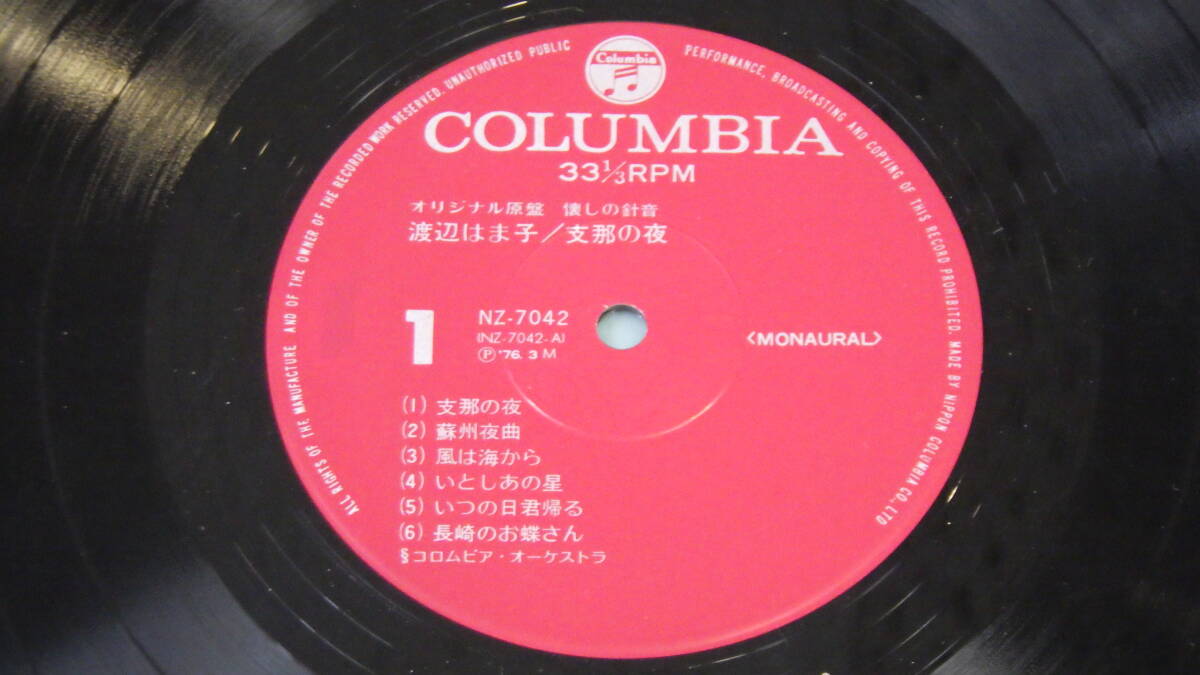 Columbia
COLUMBIA
33⅓RPM
オリジナル原盤 懐しの針音
渡辺はま子／支那の夜
1
NZ-7042
(NZ-7042-A)
Ⓟ '76. 3 M
<MONAURAL>
(1) 支那の夜
(2) 蘇州夜曲
(3) 風は海から
(4) いとしあの星
(5) いつの日君帰る
(6) 長崎のお蝶さん
§コロムビア・オーケストラ
ALL RIGHTS OF THE MANUFACTURE AND OF THE OWNER OF THE RECORDED WORK RESERVED. UNAUTHORIZED PUBLIC PERFORMANCE, BROADCASTING AND COPYING OF THIS RECORD PROHIBITED. MADE BY NIPPON COLUMBIA CO., LTD